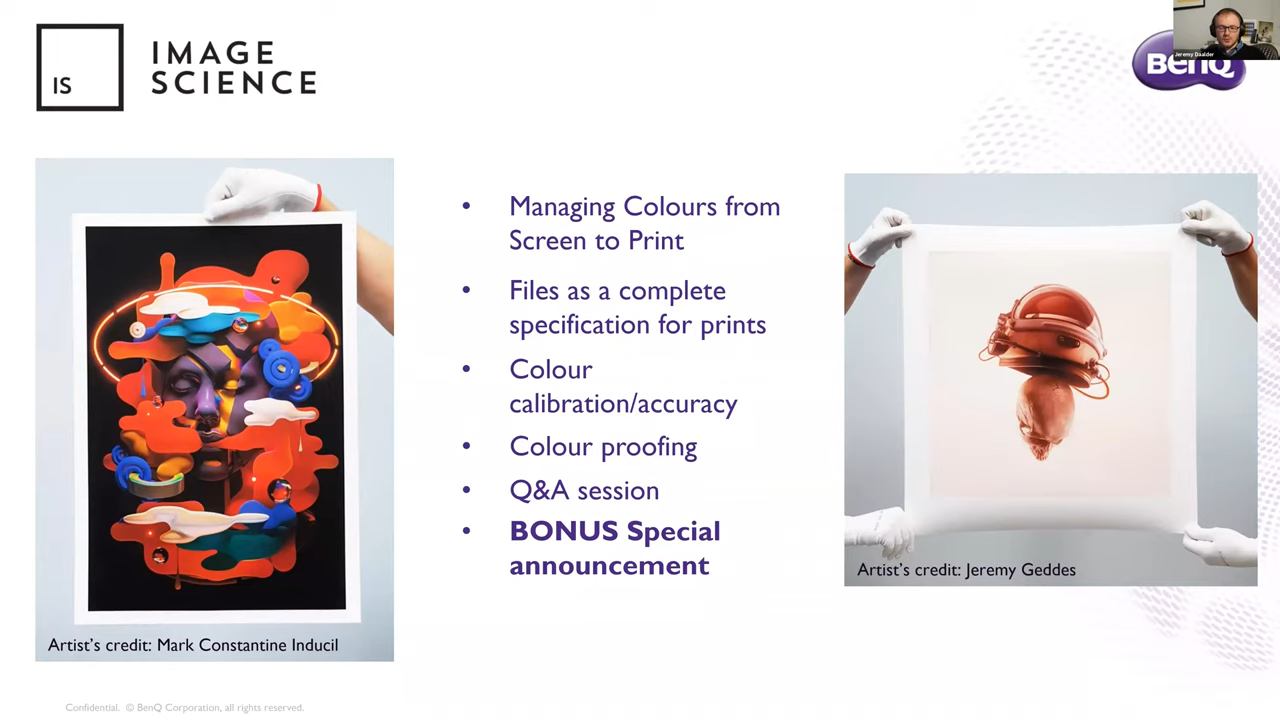 IS
IMAGE
SCIENCE
Jeremy Daalder
BenQ
• Managing Colours from
Screen to Print
• Files as a complete
specification for prints
• Colour
calibration/accuracy
• Colour proofing
• Q&A session
• BONUS Special
announcement
Artist's credit: Mark Constantine Inducil
Artist's credit: Jeremy Geddes
Confidential. © BenQ Corporation, all rights reserved.